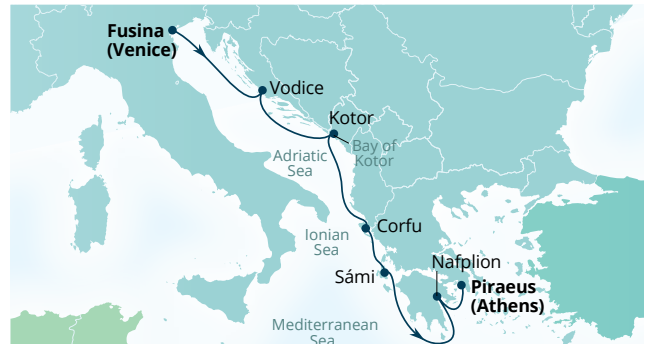 Fusina
(Venice)
Vodice
Kotor
Bay of
Kotor
Adriatic
Sea
Corfu
Ionian
Sea
Nafplion
Sámi
Piraeus
(Athens)
Mediterranean
Sea